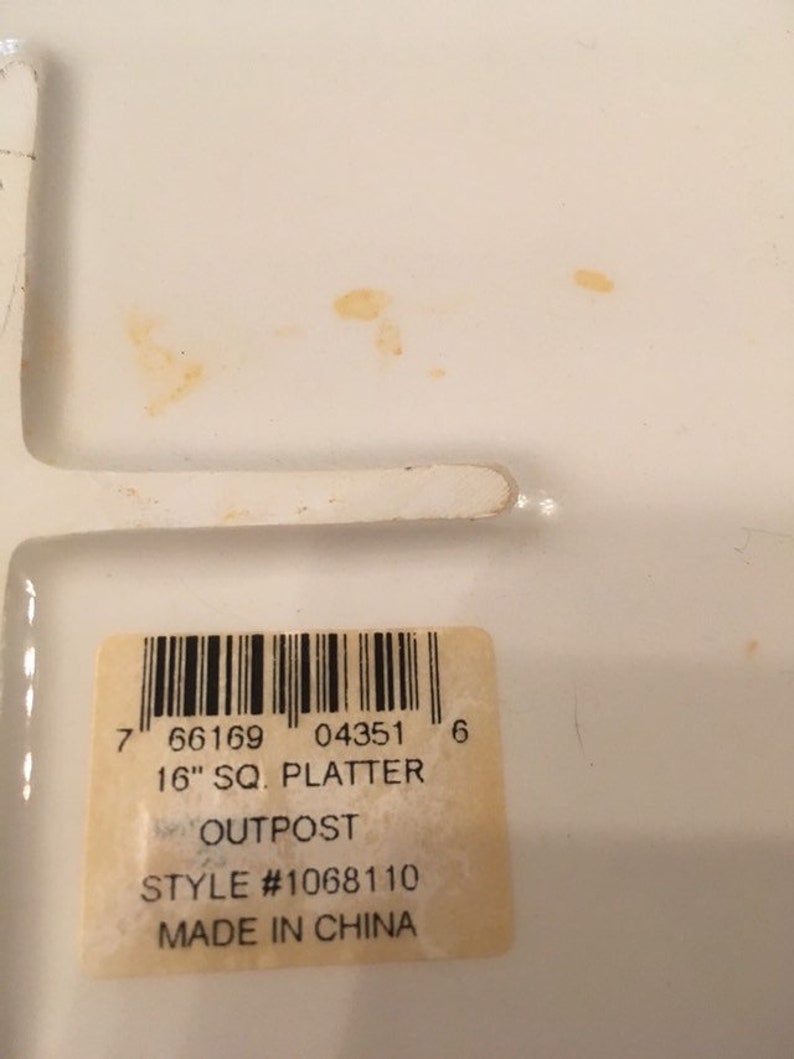 7 66169 04351 6
16" SQ. PLATTER
OUTPOST
STYLE #1068110
MADE IN CHINA